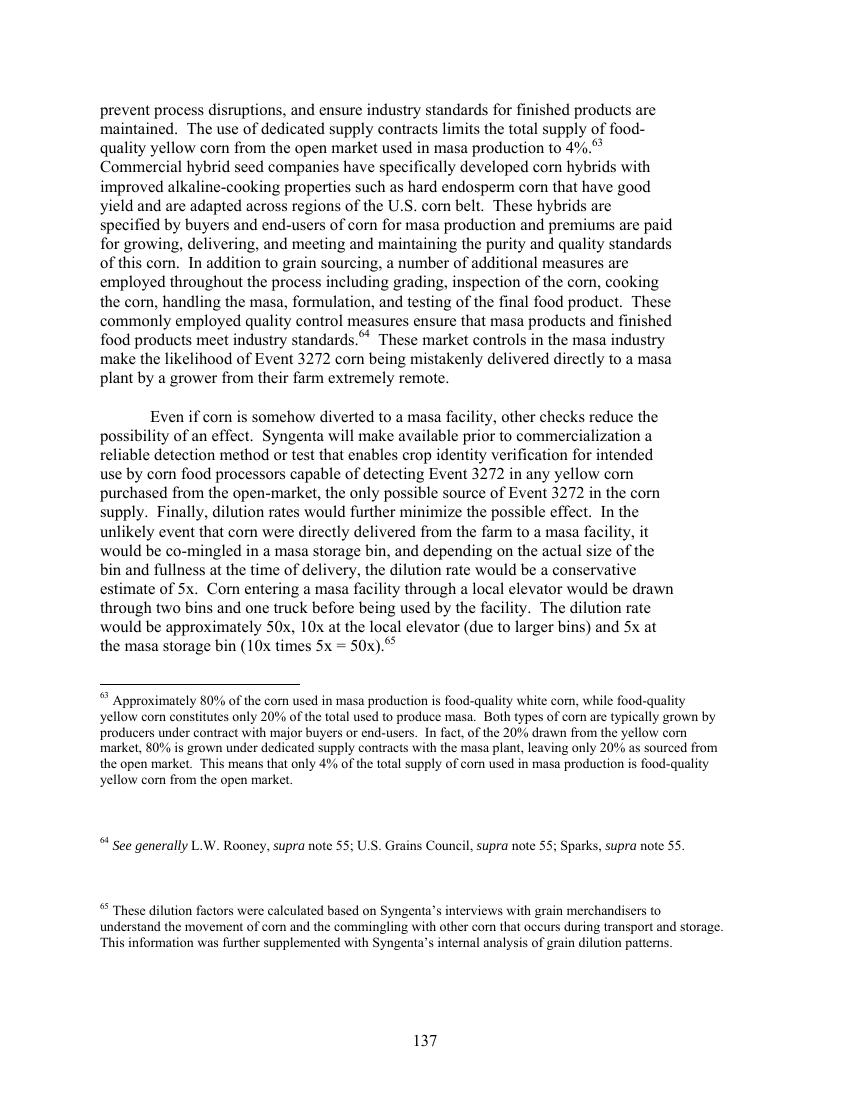 prevent process disruptions, and ensure industry standards for finished products are
maintained.  The use of dedicated supply contracts limits the total supply of food-
quality yellow corn from the open market used in masa production to 4%.63
Commercial hybrid seed companies have specifically developed corn hybrids with
improved alkaline-cooking properties such as hard endosperm corn that have good
yield and are adapted across regions of the U.S. corn belt.  These hybrids are
specified by buyers and end-users of corn for masa production and premiums are paid
for growing, delivering, and meeting and maintaining the purity and quality standards
of this corn.  In addition to grain sourcing, a number of additional measures are
employed throughout the process including grading, inspection of the corn, cooking
the corn, handling the masa, formulation, and testing of the final food product.  These
commonly employed quality control measures ensure that masa products and finished
food products meet industry standards.64  These market controls in the masa industry
make the likelihood of Event 3272 corn being mistakenly delivered directly to a masa
plant by a grower from their farm extremely remote.
Even if corn is somehow diverted to a masa facility, other checks reduce the
possibility of an effect.  Syngenta will make available prior to commercialization a
reliable detection method or test that enables crop identity verification for intended
use by corn food processors capable of detecting Event 3272 in any yellow corn
purchased from the open-market, the only possible source of Event 3272 in the corn
supply.  Finally, dilution rates would further minimize the possible effect.  In the
unlikely event that corn were directly delivered from the farm to a masa facility, it
would be co-mingled in a masa storage bin, and depending on the actual size of the
bin and fullness at the time of delivery, the dilution rate would be a conservative
estimate of 5x.  Corn entering a masa facility through a local elevator would be drawn
through two bins and one truck before being used by the facility.  The dilution rate
would be approximately 50x, 10x at the local elevator (due to larger bins) and 5x at
the masa storage bin (10x times 5x = 50x).65
63 Approximately 80% of the corn used in masa production is food-quality white corn, while food-quality
yellow corn constitutes only 20% of the total used to produce masa.  Both types of corn are typically grown by
producers under contract with major buyers or end-users.  In fact, of the 20% drawn from the yellow corn
market, 80% is grown under dedicated supply contracts with the masa plant, leaving only 20% as sourced from
the open market.  This means that only 4% of the total supply of corn used in masa production is food-quality
yellow corn from the open market.
64 See generally L.W. Rooney, supra note 55; U.S. Grains Council, supra note 55; Sparks, supra note 55.
65 These dilution factors were calculated based on Syngenta's interviews with grain merchandisers to
understand the movement of corn and the commingling with other corn that occurs during transport and storage.
This information was further supplemented with Syngenta's internal analysis of grain dilution patterns.
137